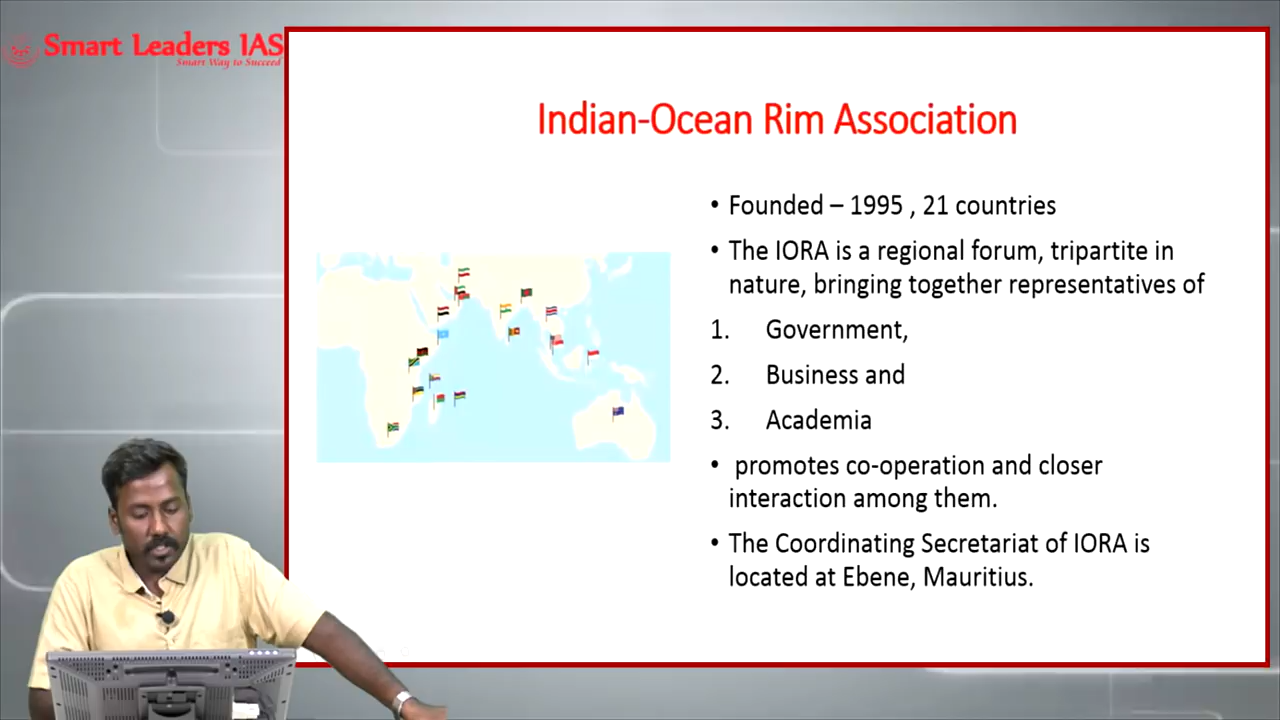 Smart Leaders IAS
Smart Way to Succeed
Indian-Ocean Rim Association
• Founded – 1995 , 21 countries
• The IORA is a regional forum, tripartite in
nature, bringing together representatives of
1. Government,
2. Business and
3. Academia
• promotes co-operation and closer
interaction among them.
• The Coordinating Secretariat of IORA is
located at Ebene, Mauritius.